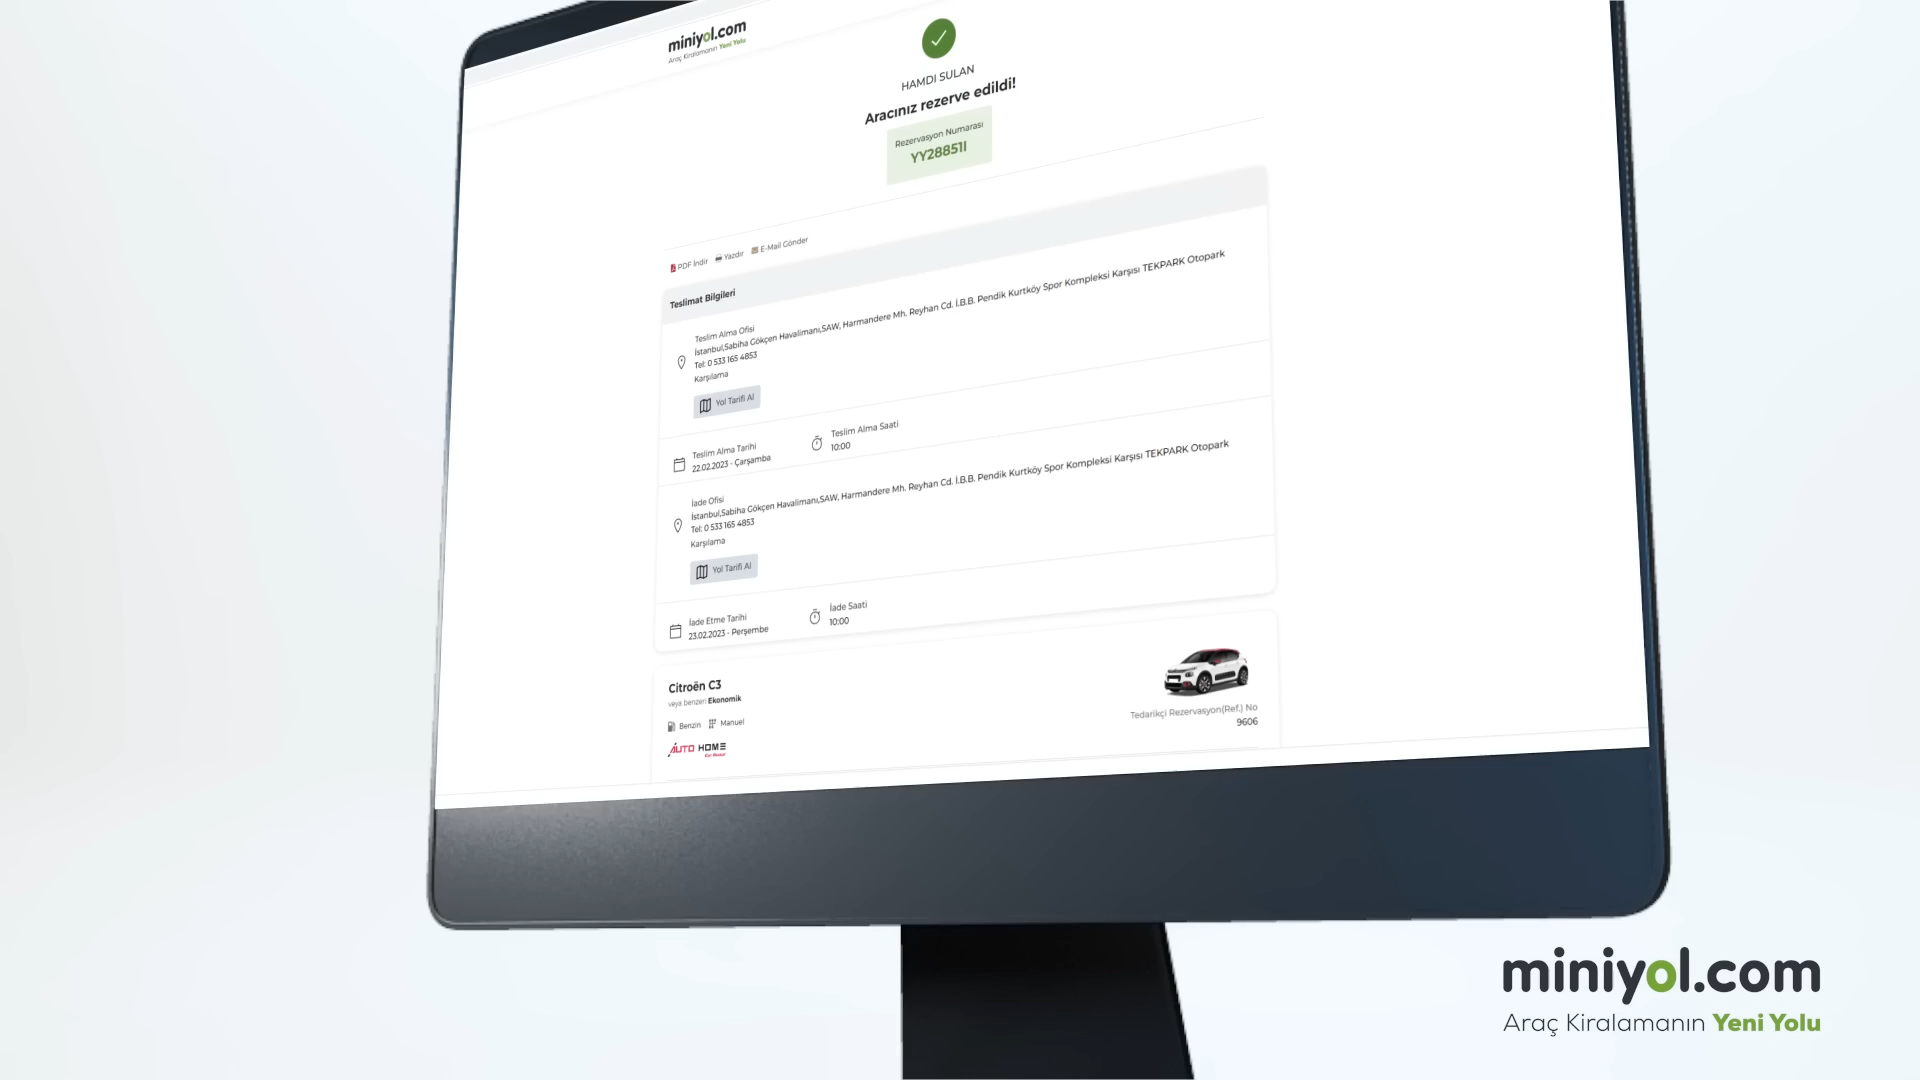 miniyol.com
Araç Kiralamanın Yeni Yolu
HAMDI SULAN
Aracınız rezerve edildi!
Rezervasyon Numarası
YY28851I
PDF İndir Yazdır E-Mail Gönder
Teslimat Bilgileri
Teslim Alma Ofisi
İstanbul,Sabiha Gökçen Havalimanı,SAW, Harmandere Mh. Reyhan Cd. İ.B.B. Pendik Kurtköy Spor Kompleksi Karşısı TEKPARK Otopark
Tel: 0 533 165 4853
Karşılama
Yol Tarifi Al
Teslim Alma Tarihi
22.02.2023 - Çarşamba
Teslim Alma Saati
10:00
İade Ofisi
İstanbul,Sabiha Gökçen Havalimanı,SAW, Harmandere Mh. Reyhan Cd. İ.B.B. Pendik Kurtköy Spor Kompleksi Karşısı TEKPARK Otopark
Tel: 0 533 165 4853
Karşılama
Yol Tarifi Al
İade Etme Tarihi
23.02.2023 - Perşembe
İade Saati
10:00
Citroën C3
veya benzeri Ekonomik
Benzin Manuel
AUTO HOME
Tedarikçi Rezervasyon(Ref.) No
9606
miniyol.com
Araç Kiralamanın Yeni Yolu